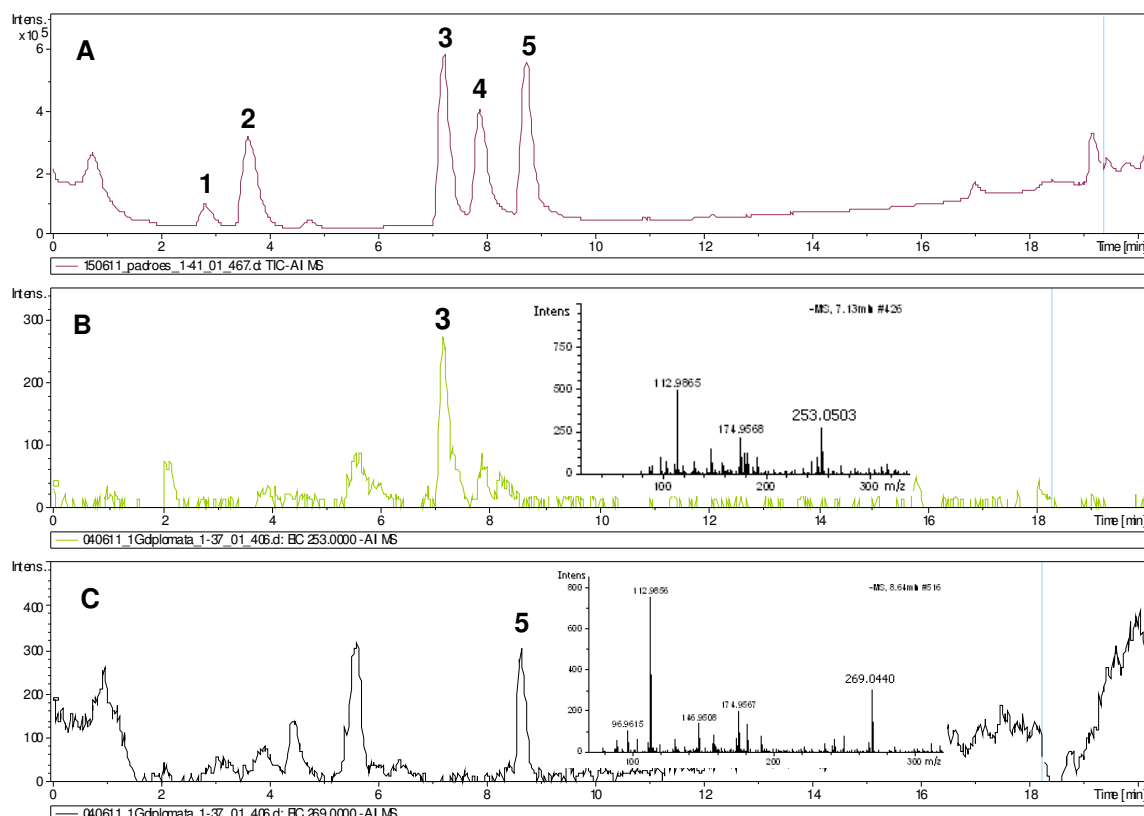 Intens.
x10 5
A
6
4
2
0
1
2
3
4
5
0 2 4 6 8 10 12 14 16 18 Time [min]
150611_padroes_1-41_01_467.d: TIC -All MS
Intens.
B
300
200
100
0
3
Intens
-MS, 7.13min #426
750
500
250
0
112.9865
174.9568
253.0503
100 200 300 m/z
0 2 4 6 8 10 12 14 16 18 Time [min]
040611_1Gdiplomata_1-37_01_406.d: EIC 253.0000 -All MS
Intens.
C
400
300
200
100
0
5
Intens
-MS, 8.64min #516
800
600
400
200
0
112.9856
96.9615
146.9508
174.9567
269.0440
100 200 300 m/z
0 2 4 6 8 10 12 14 16 18 Time [min]
040611_1Gdiplomata_1-37_01_406.d: EIC 269.0000 -All MS